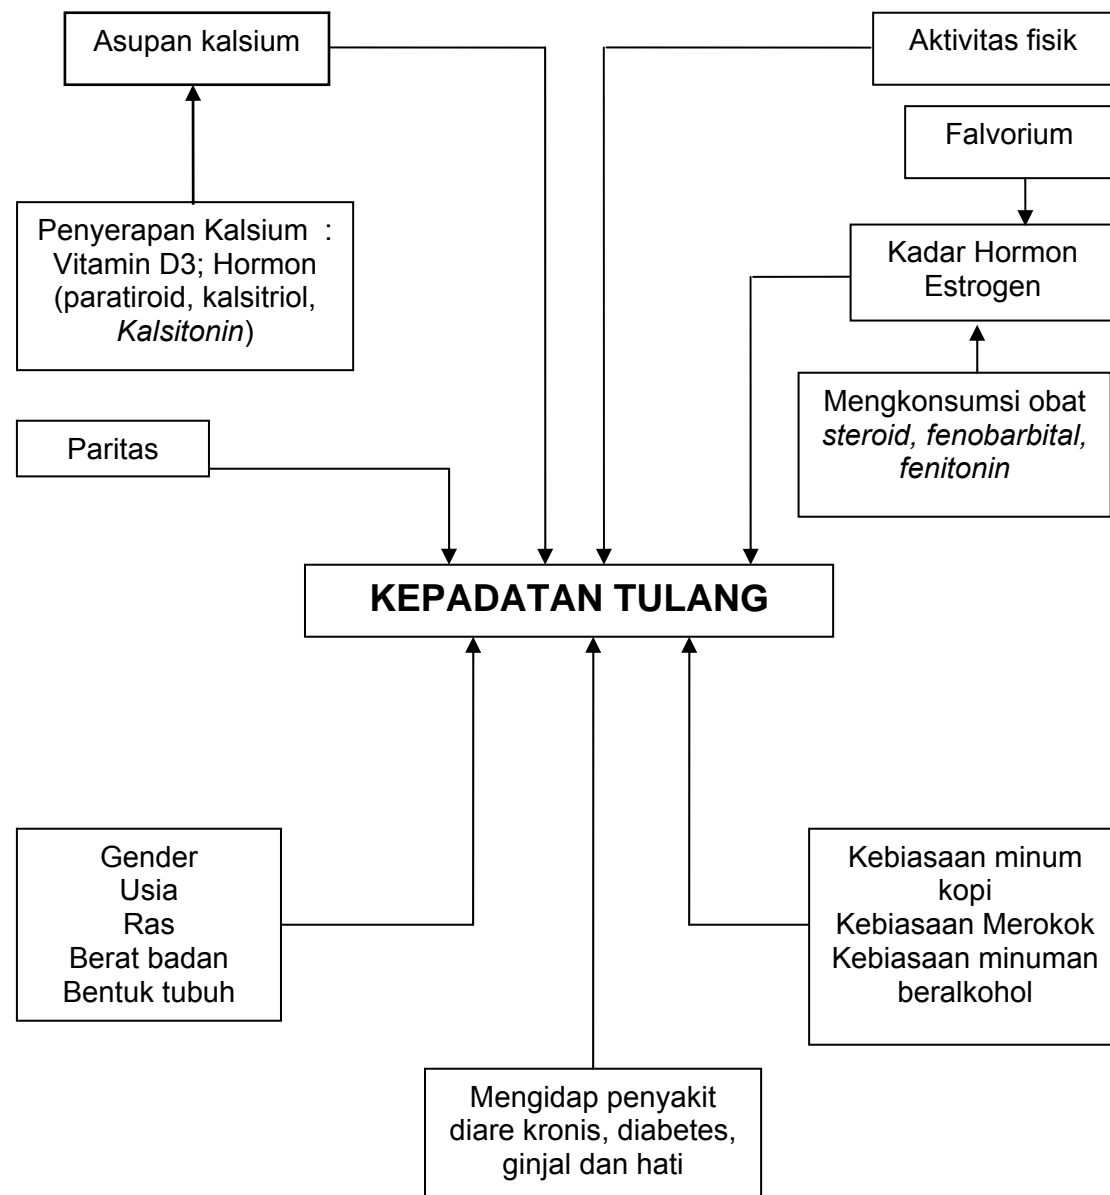 Asupan kalsium
Aktivitas fisik
Falvorium
Penyerapan Kalsium :
Vitamin D3; Hormon
(paratiroid, kalsitriol,
Kalsitonin)
Kadar Hormon
Estrogen
Mengkonsumsi obat
steroid, fenobarbital,
fenitonin
Paritas
KEPADATAN TULANG
Gender
Usia
Ras
Berat badan
Bentuk tubuh
Kebiasaan minum
kopi
Kebiasaan Merokok
Kebiasaan minuman
beralkohol
Mengidap penyakit
diare kronis, diabetes,
ginjal dan hati